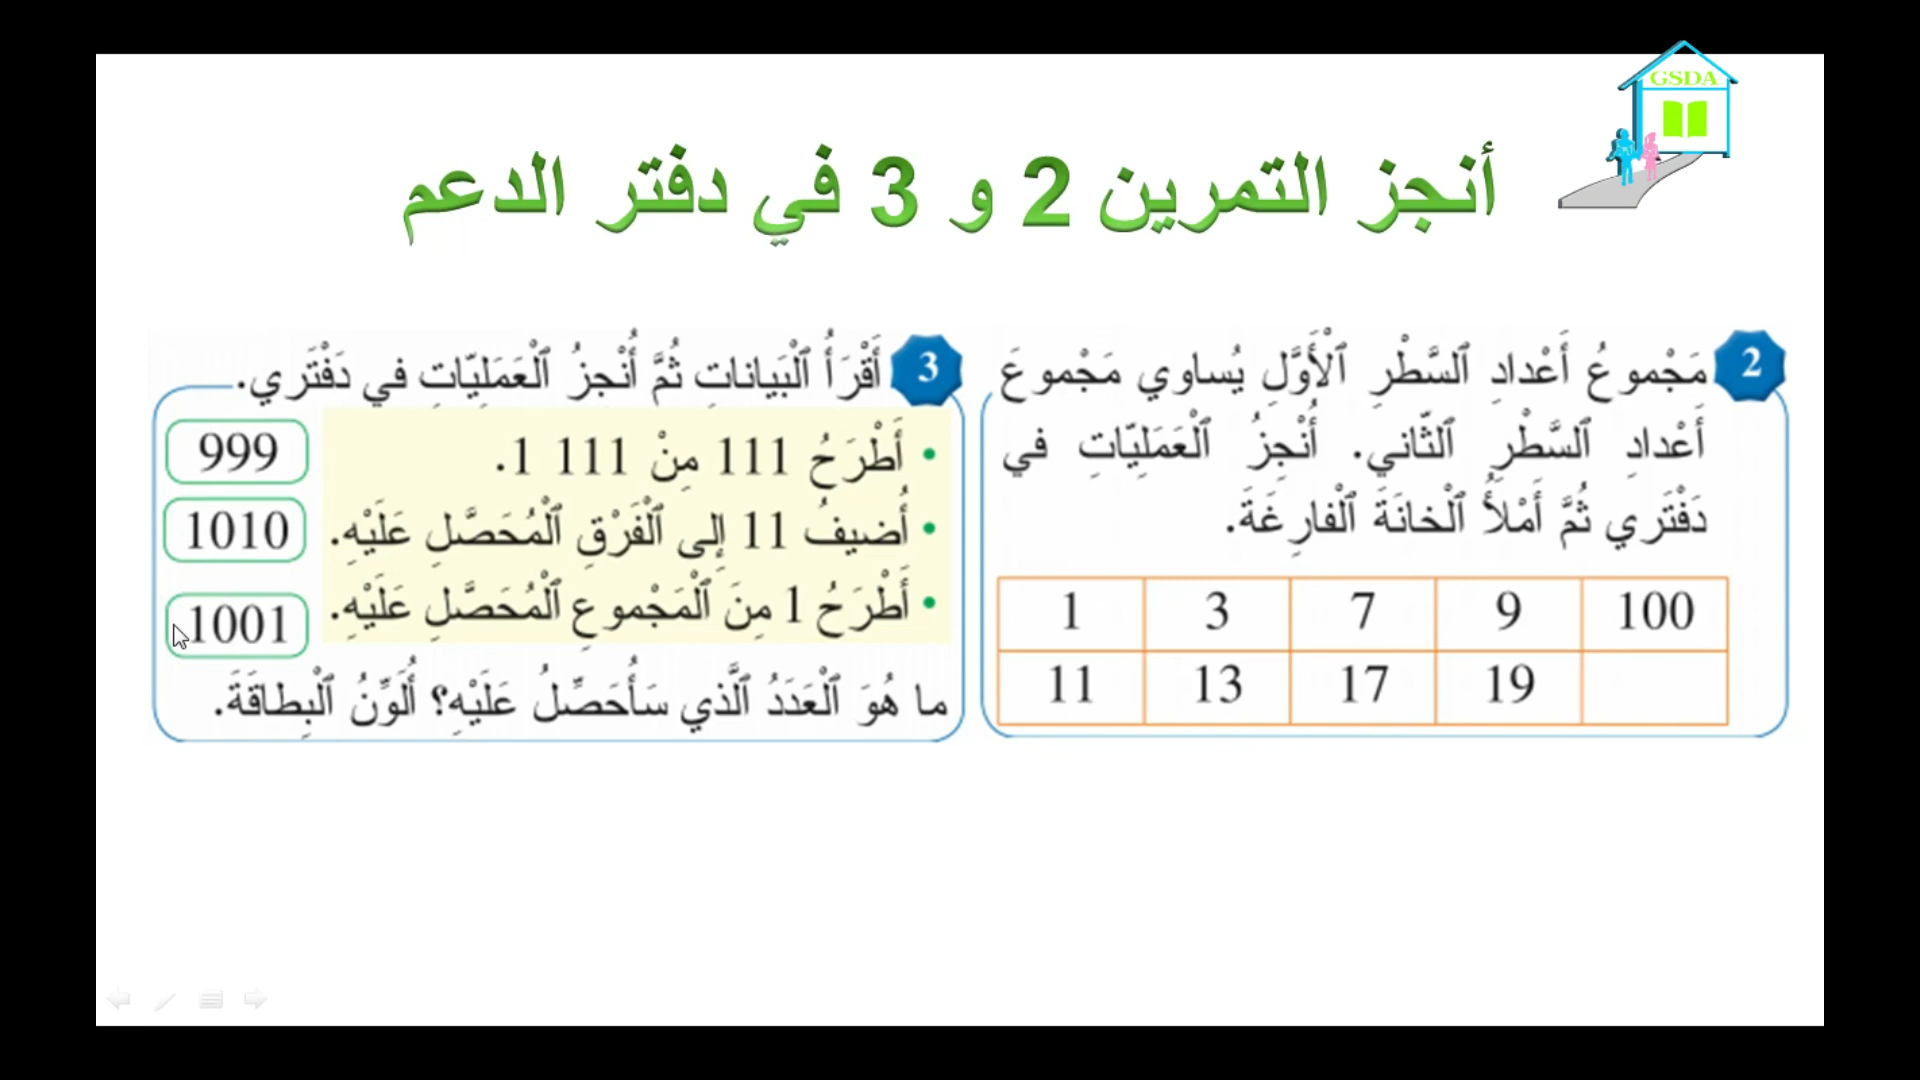 GSDA
أنجز التمرين 2 و 3 في دفتر الدعم
2
مَجْموعُ أَعْدادِ ٱلسَّطْرِ ٱلْأَوَّلِ يُساوي مَجْموعَ
أَعْدادِ ٱلسَّطْرِ ٱلثّاني. أُنْجِزُ ٱلْعَمَلِيّاتِ في
دَفْتَري ثُمَّ أَمْلَأُ ٱلْخانَةَ ٱلْفارِغَةَ.
1 3 7 9 100
11 13 17 19
3
أَقْرَأُ ٱلْبَياناتِ ثُمَّ أُنْجِزُ ٱلْعَمَلِيّاتِ في دَفْتَري.
• أَطْرَحُ 111 مِنْ 111 1.
• أُضيفُ 11 إِلى ٱلْفَرْقِ ٱلْمُحَصَّلِ عَلَيْهِ.
• أَطْرَحُ 1 مِنَ ٱلْمَجْموعِ ٱلْمُحَصَّلِ عَلَيْهِ.
999
1010
1001
ما هُوَ ٱلْعَدَدُ ٱلَّذي سَأُحَصِّلُ عَلَيْهِ؟ أُلَوِّنُ ٱلْبِطاقَةَ.